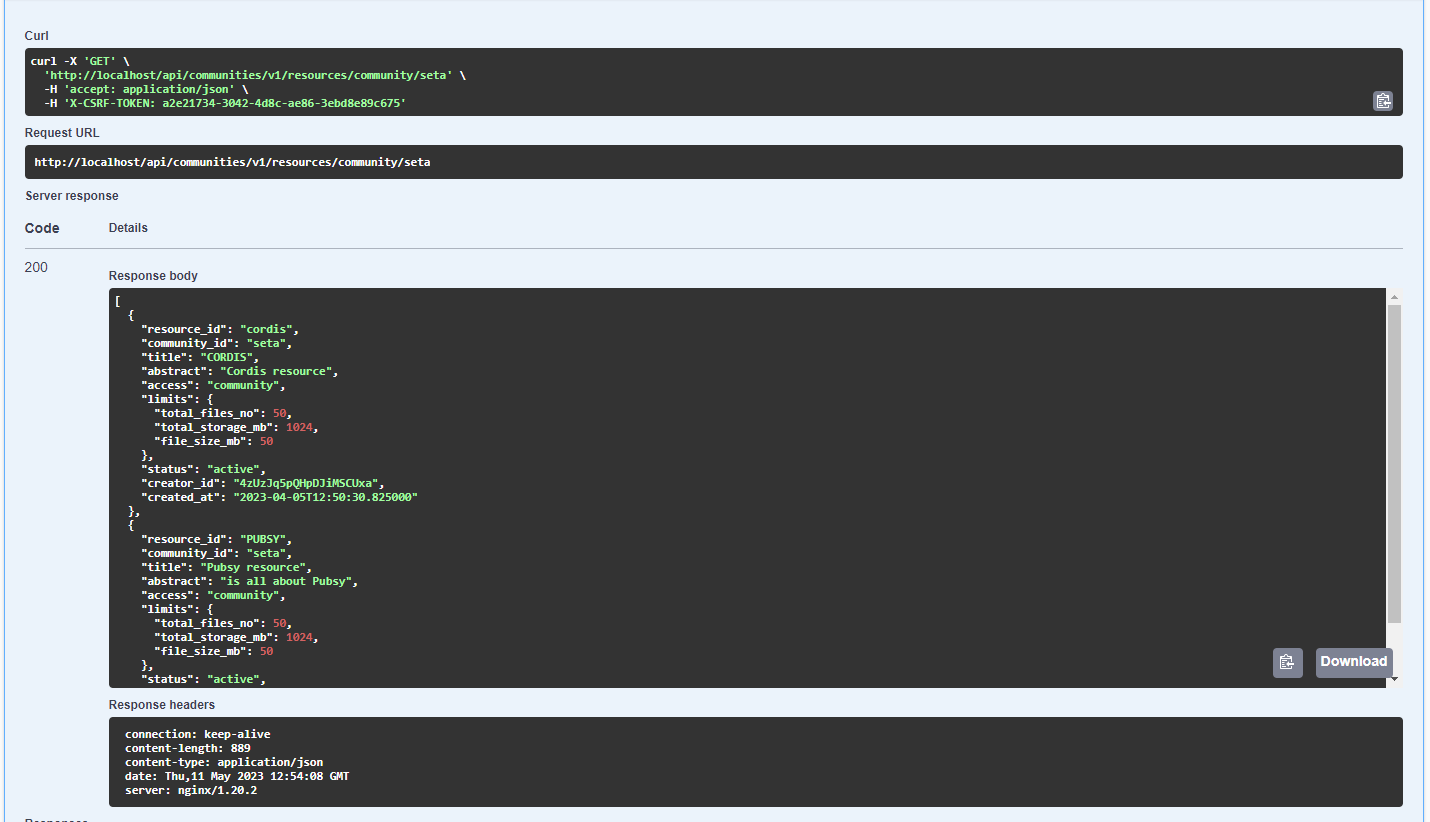 Curl
curl -X 'GET' \
  'http://localhost/api/communities/v1/resources/community/seta' \
  -H 'accept: application/json' \
  -H 'X-CSRF-TOKEN: a2e21734-3042-4d8c-ae86-3ebd8e89c675'
Request URL
http://localhost/api/communities/v1/resources/community/seta
Server response
Code Details
200
Response body
[
  {
    "resource_id": "cordis",
    "community_id": "seta",
    "title": "CORDIS",
    "abstract": "Cordis resource",
    "access": "community",
    "limits": {
      "total_files_no": 50,
      "total_storage_mb": 1024,
      "file_size_mb": 50
    },
    "status": "active",
    "creator_id": "4zUzJq5pQHpDJiMSCUxa",
    "created_at": "2023-04-05T12:50:30.825000"
  },
  {
    "resource_id": "PUBSY",
    "community_id": "seta",
    "title": "Pubsy resource",
    "abstract": "is all about Pubsy",
    "access": "community",
    "limits": {
      "total_files_no": 50,
      "total_storage_mb": 1024,
      "file_size_mb": 50
    },
    "status": "active",
Download
Response headers
connection: keep-alive
content-length: 889
content-type: application/json
date: Thu,11 May 2023 12:54:08 GMT
server: nginx/1.20.2
Responses